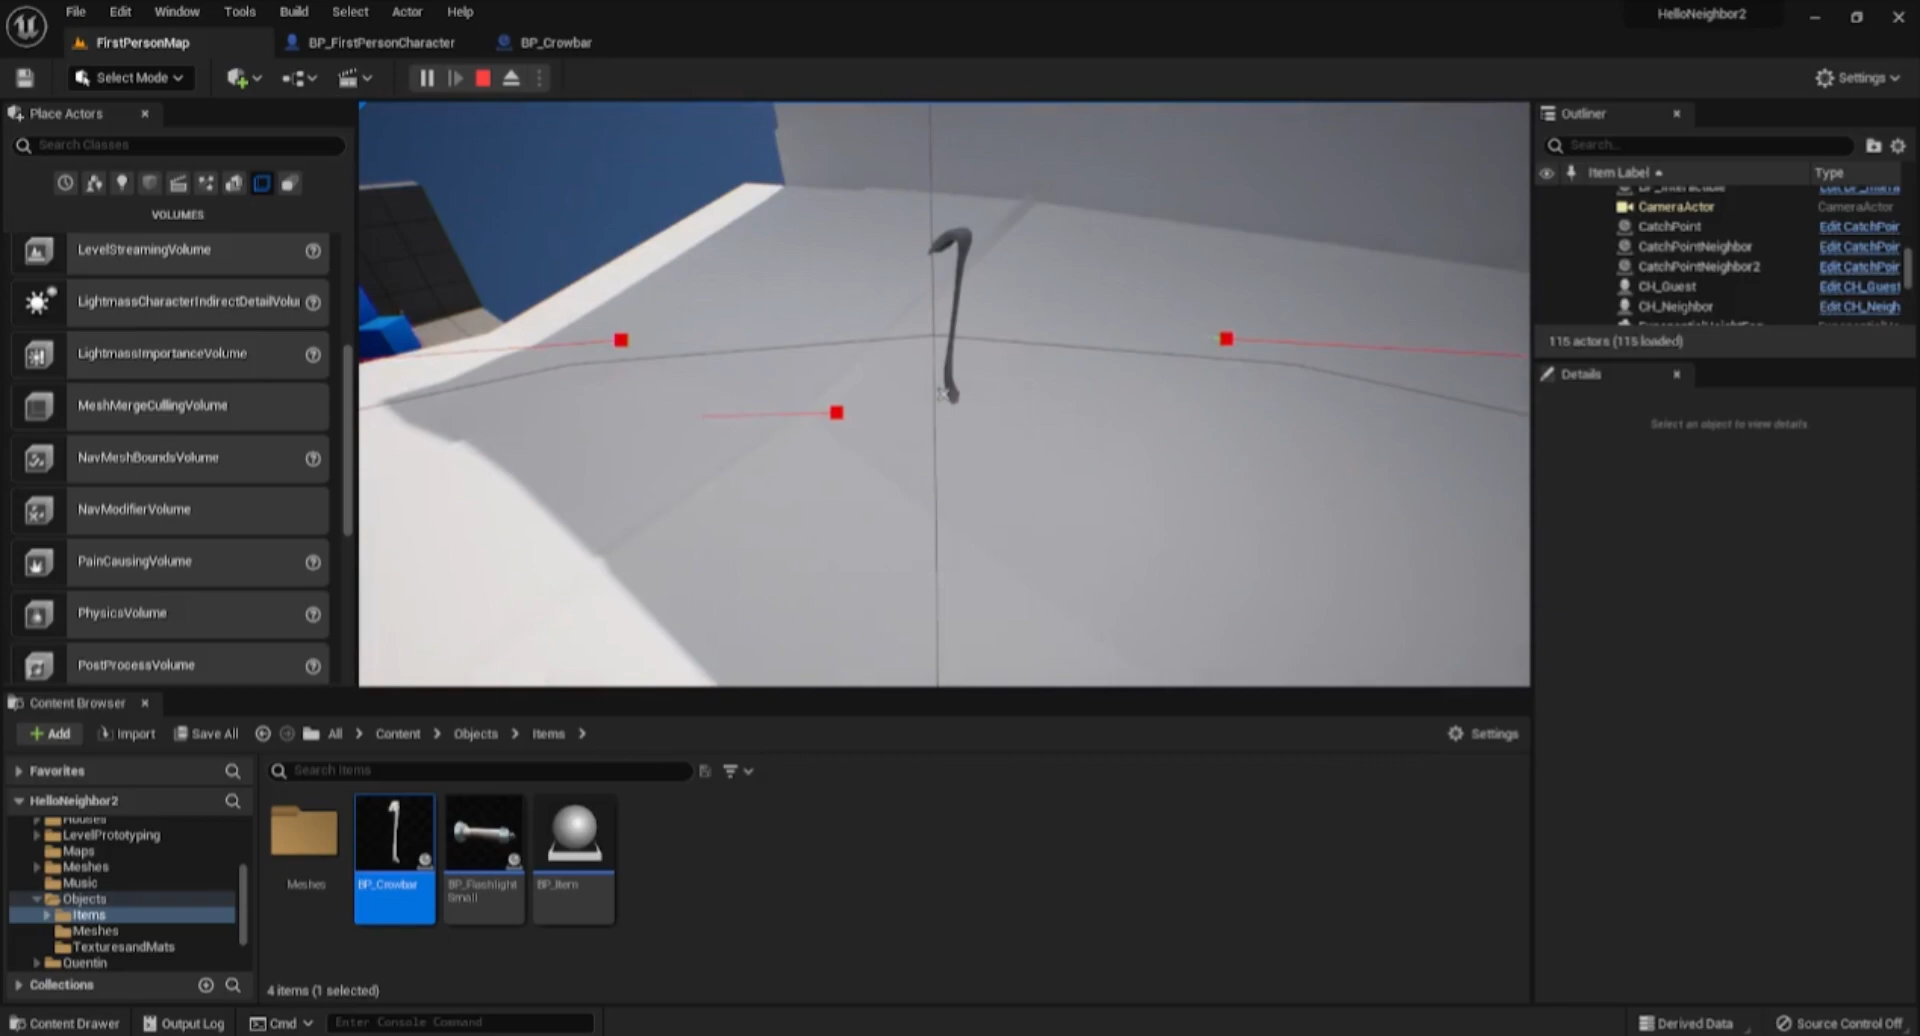 File Edit Window Tools Build Select Actor Help
HelloNeighbor2
FirstPersonMap
BP_FirstPersonCharacter
BP_Crowbar
Select Mode
Settings
Place Actors
Search Classes
VOLUMES
LevelStreamingVolume
LightmassCharacterIndirectDetailVolu
LightmassImportanceVolume
MeshMergeCullingVolume
NavMeshBoundsVolume
NavModifierVolume
PainCausingVolume
PhysicsVolume
PostProcessVolume
Outliner
Search...
Item Label Type
CameraActor CameraActor
CatchPoint Edit CatchPoir
CatchPointNeighbor Edit CatchPoir
CatchPointNeighbor2 Edit CatchPoir
CH_Guest Edit CH_Guest
CH_Neighbor Edit CH_Neigh
115 actors (115 loaded)
Details
Select an object to view details.
Content Browser
Add Import Save All All Content Objects Items Settings
Favorites
HelloNeighbor2
Houses
LevelPrototyping
Maps
Meshes
Music
Objects
Items
Meshes
TexturesandMats
Quentin
Collections
Search Items
Meshes
BP_Crowbar
BP_Flashlight
Small
BP_Item
4 items (1 selected)
Content Drawer Output Log Cmd Enter Console Command Derived Data Source Control Off